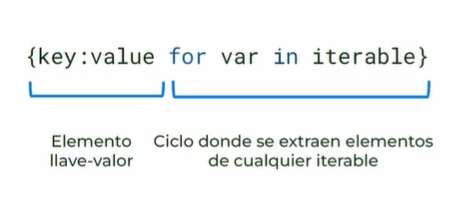 {key:value for var in iterable}
Elemento
llave-valor
Ciclo donde se extraen elementos
de cualquier iterable